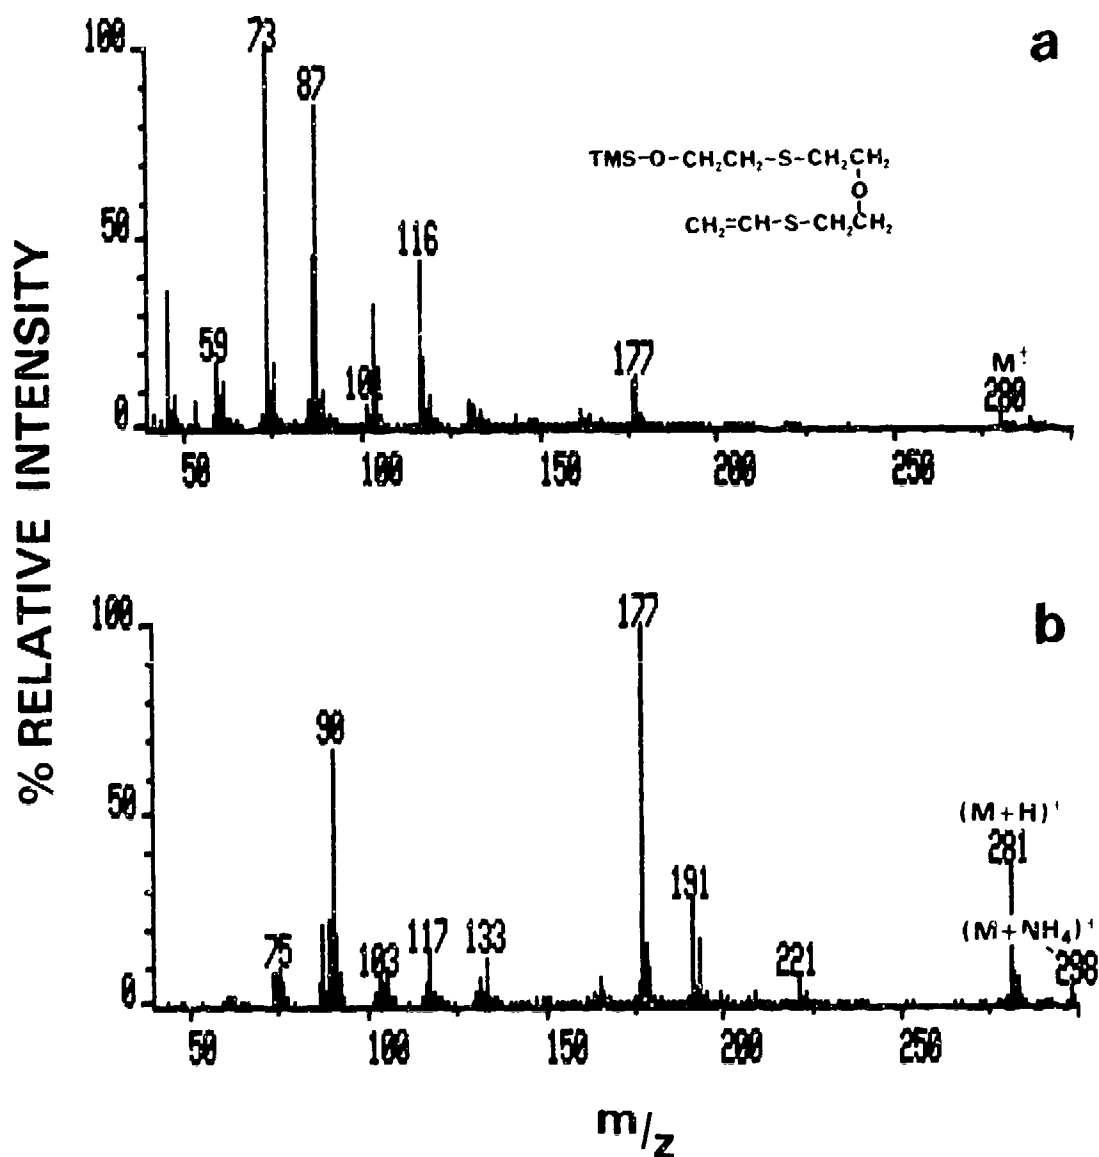 % RELATIVE INTENSITY
a
100
50
0
73
87
59
101
116
177
M+
280
TMS-O-CH₂CH₂-S-CH₂CH₂
O
CH₂=CH-S-CH₂CH₂
50 100 150 200 250
b
100
50
0
177
90
75
103
117
133
191
221
(M+H)+
281
(M+NH₄)+
298
50 100 150 200 250
m/z